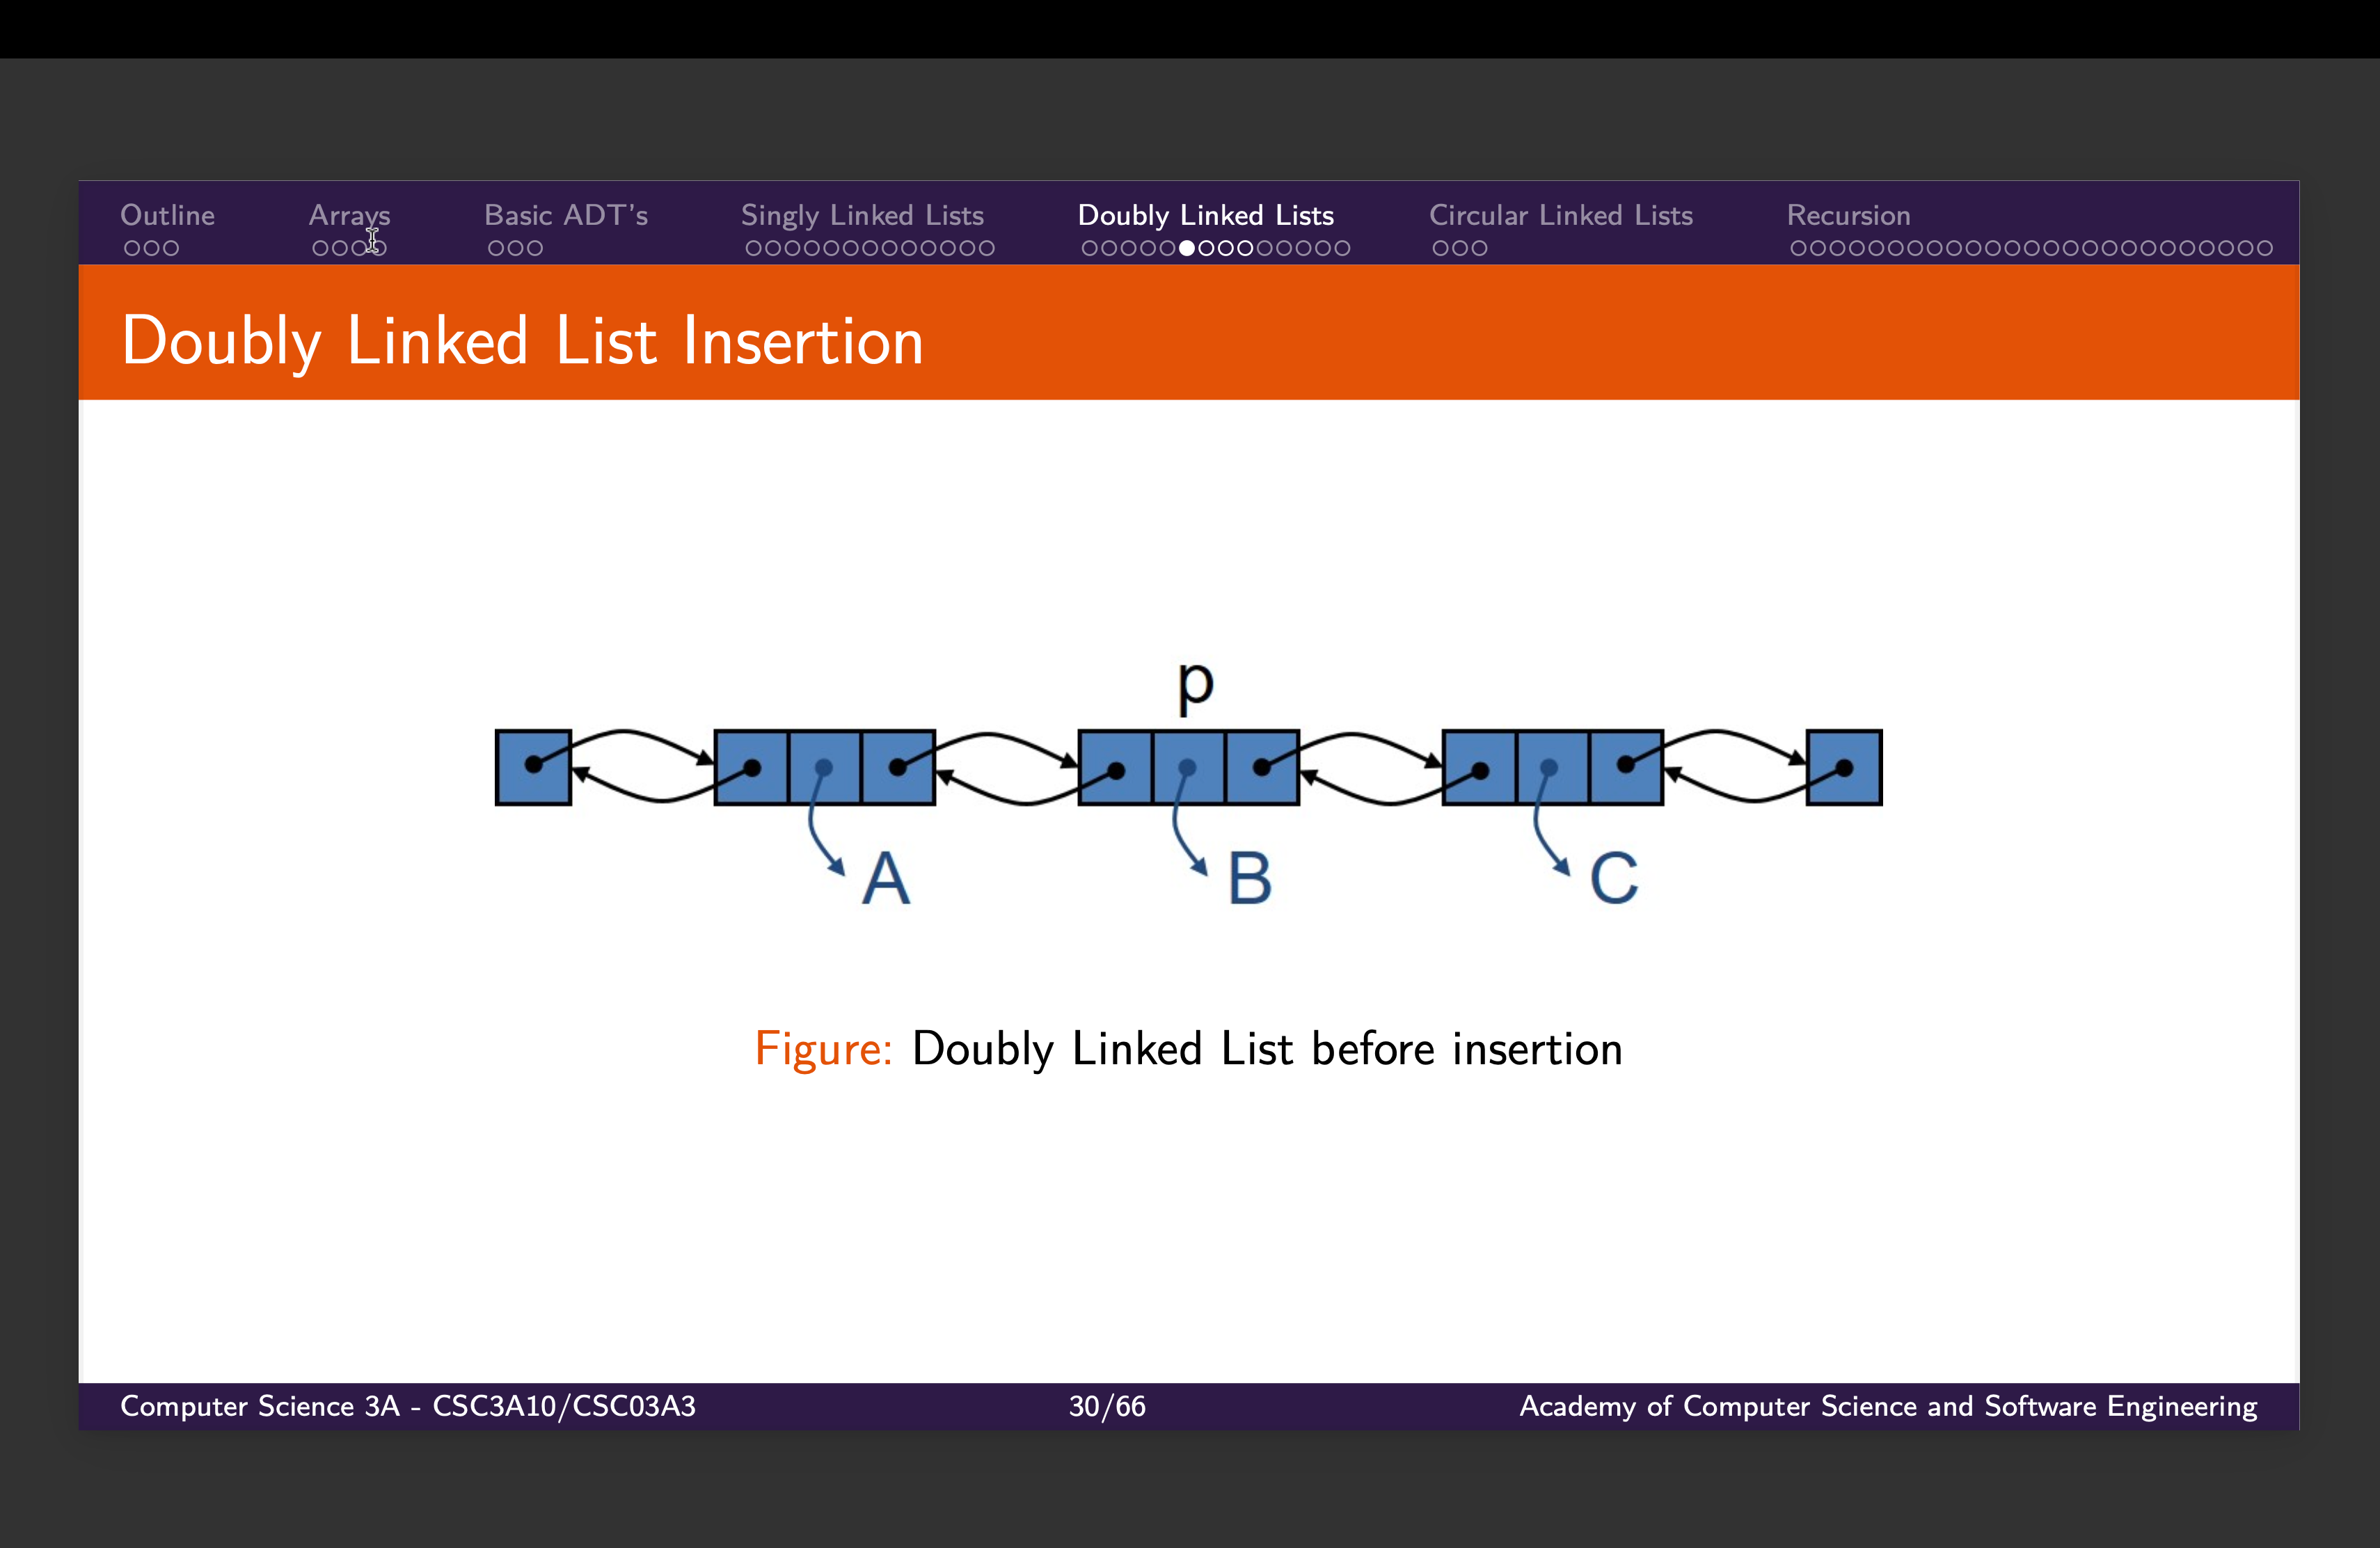 Outline Arrays Basic ADT's Singly Linked Lists Doubly Linked Lists Circular Linked Lists Recursion
Doubly Linked List Insertion
p
A B C
Figure: Doubly Linked List before insertion
Computer Science 3A - CSC3A10/CSC03A3 30/66 Academy of Computer Science and Software Engineering